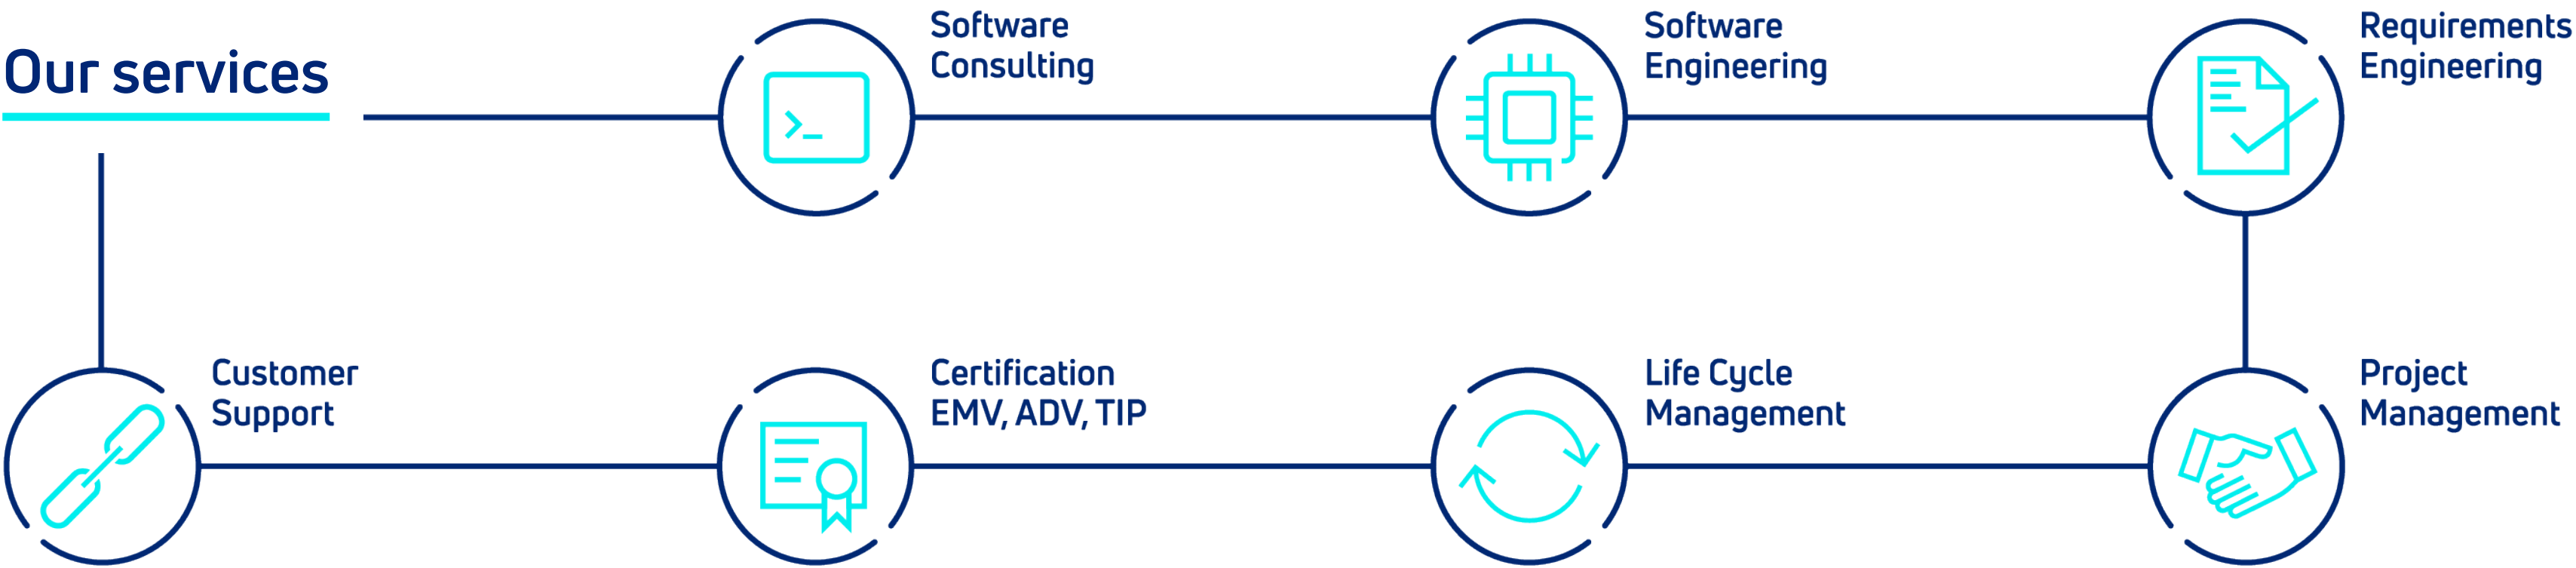 Our services
Software
Consulting
Software
Engineering
Requirements
Engineering
Customer
Support
Certification
EMV, ADV, TIP
Life Cycle
Management
Project
Management